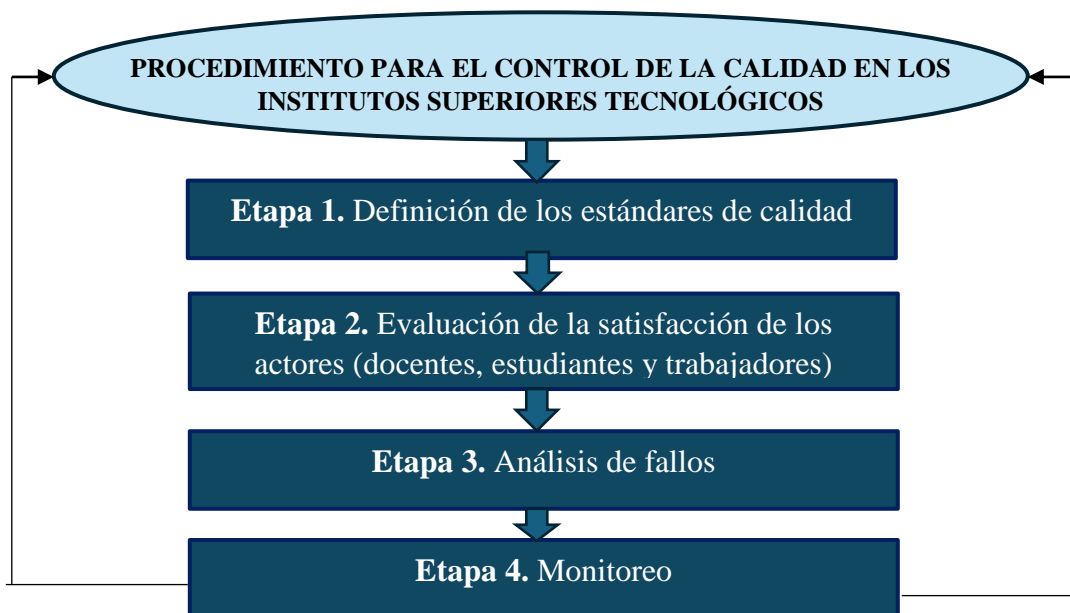 PROCEDIMIENTO PARA EL CONTROL DE LA CALIDAD EN LOS
INSTITUTOS SUPERIORES TECNOLÓGICOS
Etapa 1. Definición de los estándares de calidad
Etapa 2. Evaluación de la satisfacción de los
actores (docentes, estudiantes y trabajadores)
Etapa 3. Análisis de fallos
Etapa 4. Monitoreo